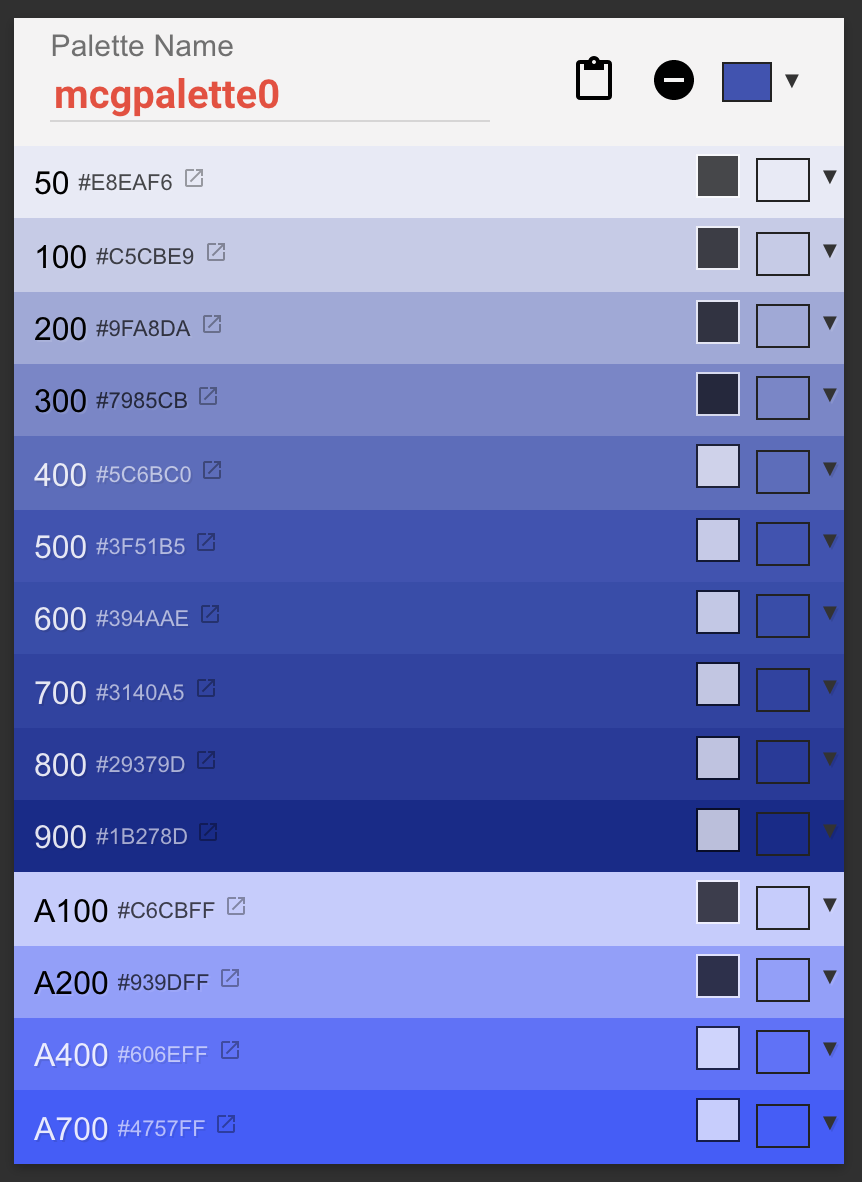 Palette Name
mcgpalette0
50 #E8EAF6
100 #C5CBE9
200 #9FA8DA
300 #7985CB
400 #5C6BC0
500 #3F51B5
600 #394AAE
700 #3140A5
800 #29379D
900 #1B278D
A100 #C6CBFF
A200 #939DFF
A400 #606EFF
A700 #4757FF